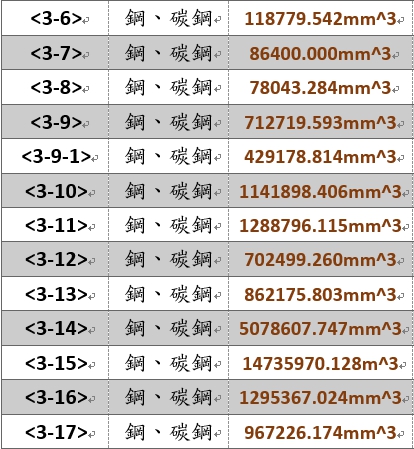 <3-6> 鋼、碳鋼 118779.542mm^3
<3-7> 鋼、碳鋼 86400.000mm^3
<3-8> 鋼、碳鋼 78043.284mm^3
<3-9> 鋼、碳鋼 712719.593mm^3
<3-9-1> 鋼、碳鋼 429178.814m^3
<3-10> 鋼、碳鋼 1141898.406m^3
<3-11> 鋼、碳鋼 1288796.115m^3
<3-12> 鋼、碳鋼 702499.260mm^3
<3-13> 鋼、碳鋼 862175.803mm^3
<3-14> 鋼、碳鋼 5078607.747mm^3
<3-15> 鋼、碳鋼 14735970.128m^3
<3-16> 鋼、碳鋼 1295367.024mm^3
<3-17> 鋼、碳鋼 967226.174mm^3